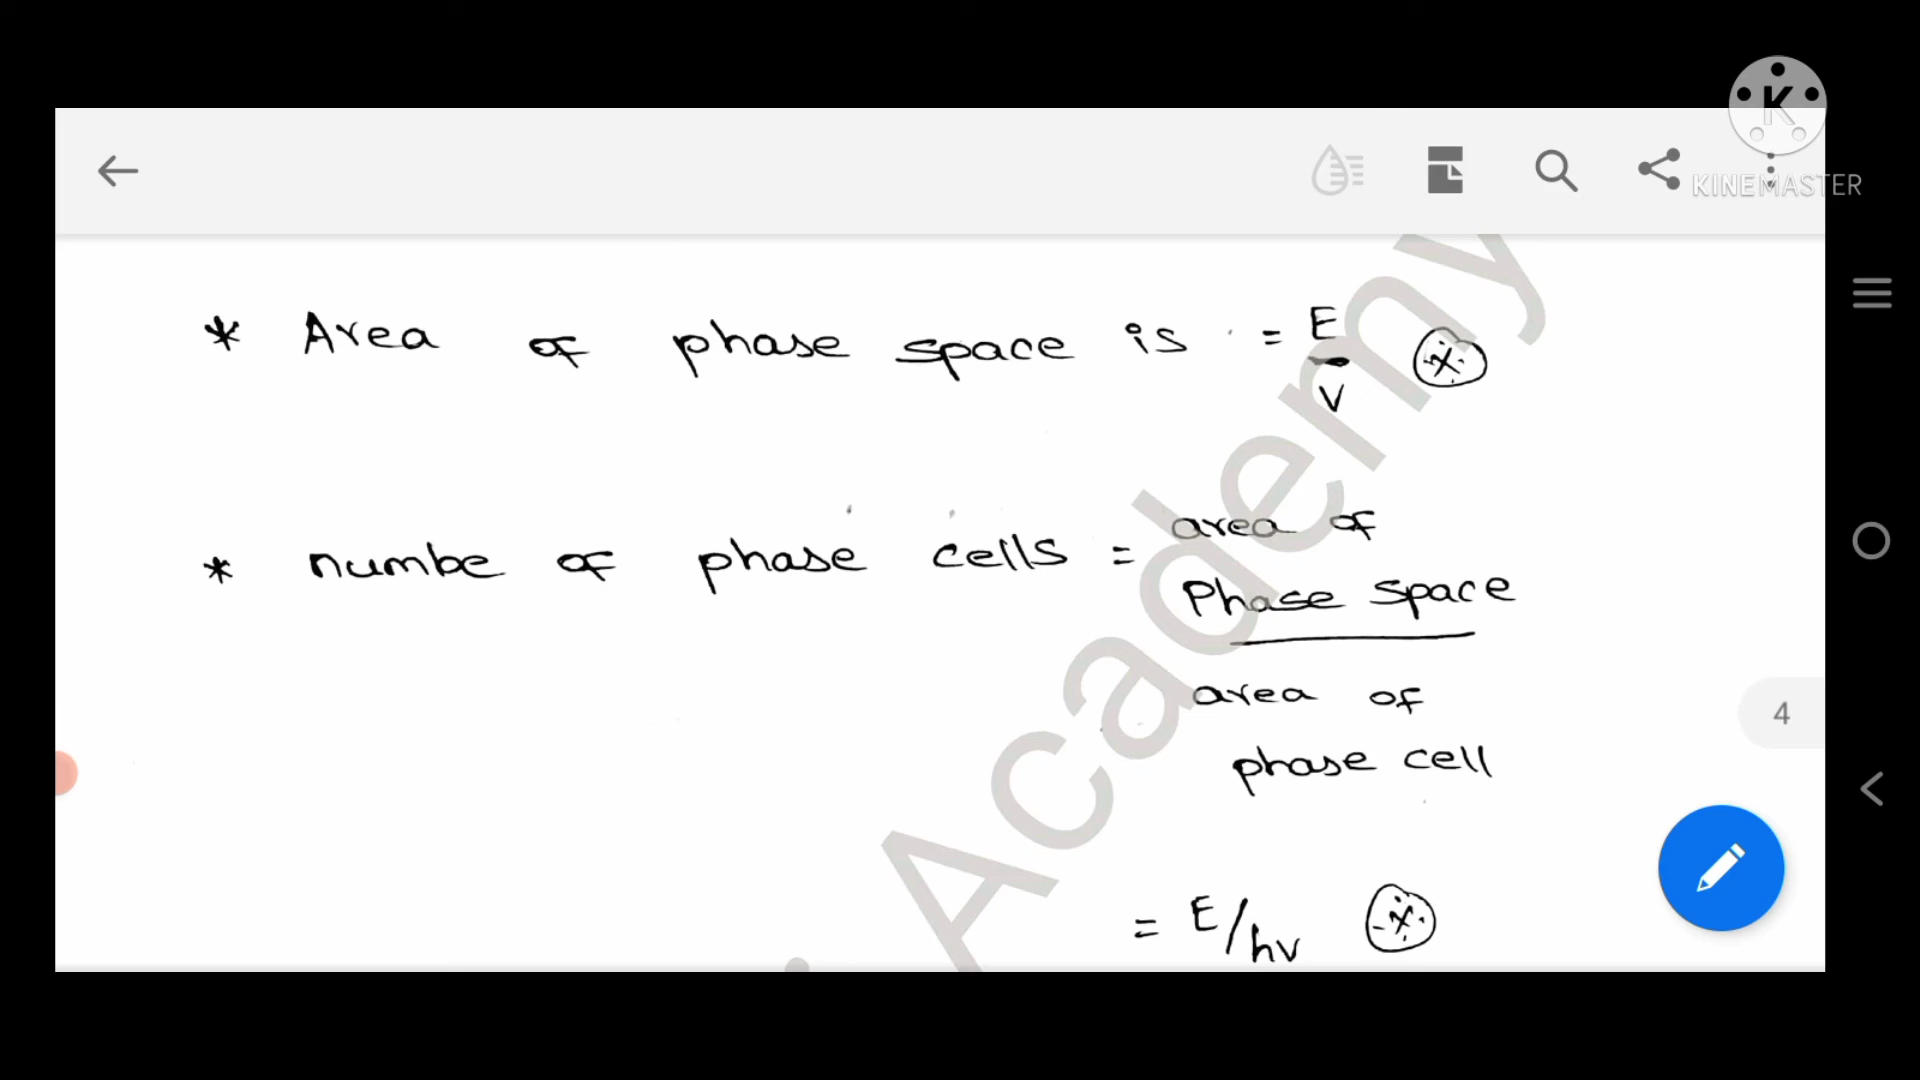 K
KINEMASTER
* Area of phase space is = E/V
* numbe of phase cells = area of
Phase space
area of
phase cell
= E/hv
4
Academy